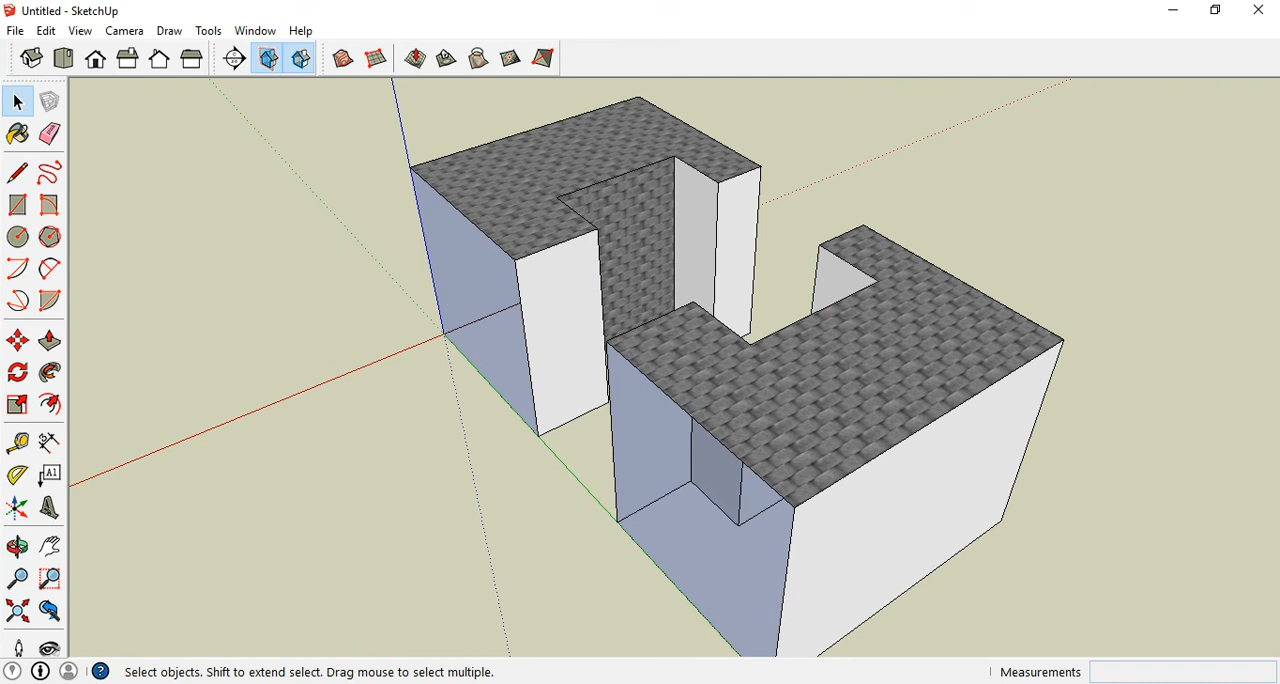 Untitled - SketchUp
File Edit View Camera Draw Tools Window Help
A1
Select objects. Shift to extend select. Drag mouse to select multiple.
Measurements